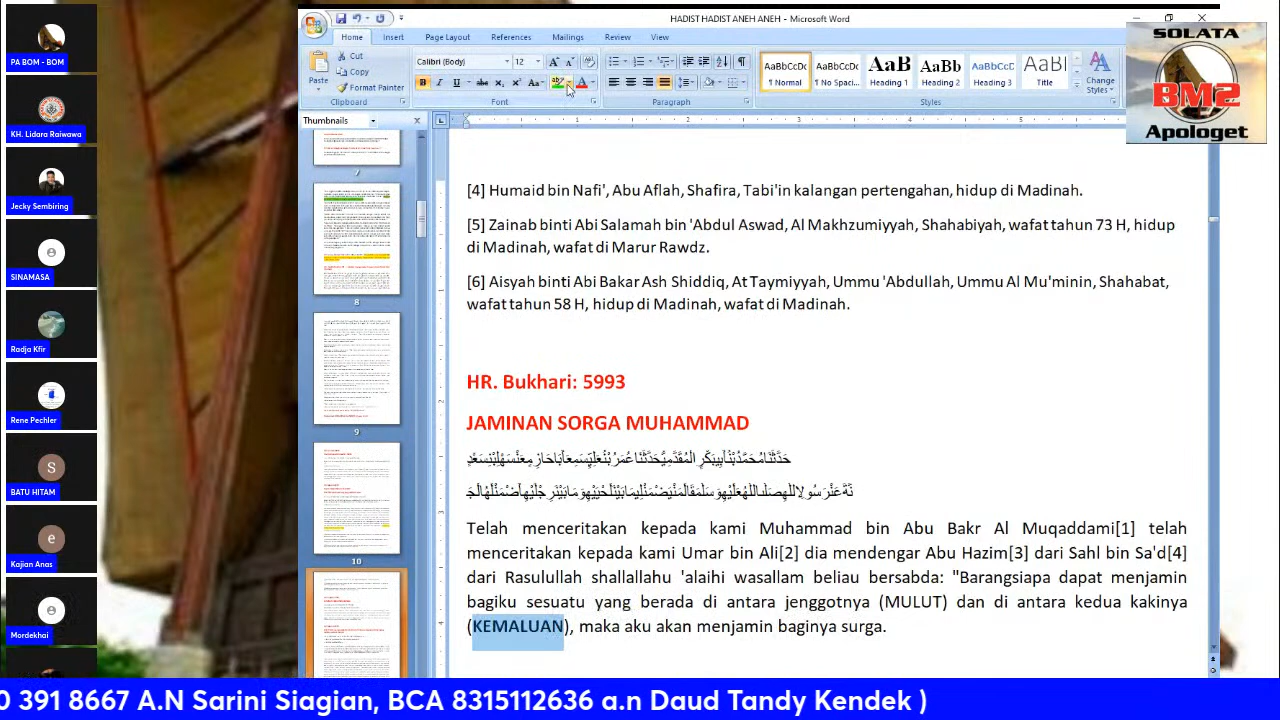 HADIST HADIST ANEH ANEH - Microsoft Word
Home Insert Page Layout References Mailings Review View
Paste
Cut
Copy
Format Painter
Clipboard
Calibri (Body) 12
Font
Paragraph
AaBbCcDc
¶ Normal
AaBbCcDc
¶ No Spaci...
AaB
Heading 1
AaBb
Heading 2
AaBbCcD
Heading 3
AaBl
Title
Change
Styles
Styles
SOLATA
BM2
Apologet
Thumbnails
7
8
9
10
PA BOM - BOM
KH. Lidara Raiwawa
Jecky Sembiring
SINAMASA
Radja Kfir
Rene Pechler
S
BATU HITAM
e
Kajian Anas
Mordekhai
[4] Humaid bin Nafi', Abu Aflah, Shafira, Tabi'in kalangan pertengahan, hidup di Madinah.
[5] Zainab binti Abi Salamah bin 'Abdul Aswad, Al Makhzumiyyah, Shahabiyah, wafat tahun 73 H, hidup
di Madinah, wafat di Marur Rawdz.
[6] Aisyah binti Abi Bakar Ash Shiddiq, At Taymiyyah, Ummu 'Abdullah, Ummu Al Mu'minin, Shahabat,
wafat tahun 58 H, hidup di Madinah, wafat di Madinah.
HR. Bukhari: 5993
JAMINAN SORGA MUHAMMAD
Telah menceritakan kepada kami Muhammad bin Abu Bakr Al Muqaddami[1] telah
menceritakan kepada kami Umar bin Ali[2] dia mendengar Abu Hazim[3] dari Sahl bin Sa'd[4]
dari Rasulullah shallallahu 'alaihi wasallam beliau bersabda: "Barangsiapa dapat menjamin
bagiku sesuatu yang berada di antara janggotnya (MULUT) dan di antara kedua kakinya
(KEMALUAN), maka aku akan menjamin baginya surga.
0 391 8667 A.N Sarini Siagian, BCA 8315112636 a.n Daud Tandy Kendek )